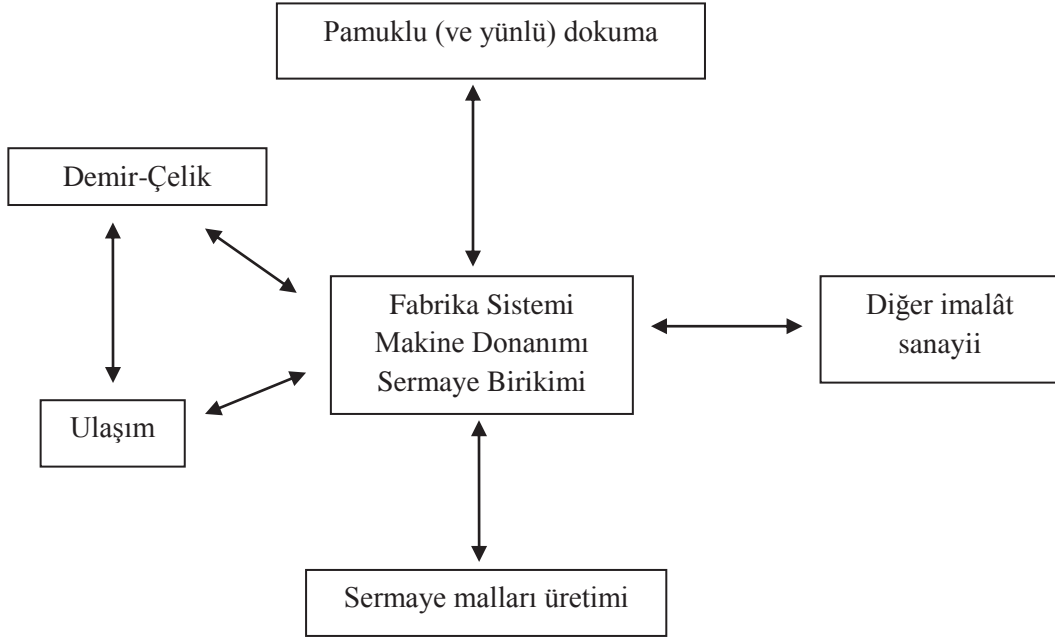 Pamuklu (ve yünlü) dokuma
Demir-Çelik
Fabrika Sistemi
Makine Donanımı
Sermaye Birikimi
Diğer imalât
sanayii
Ulaşım
Sermaye malları üretimi